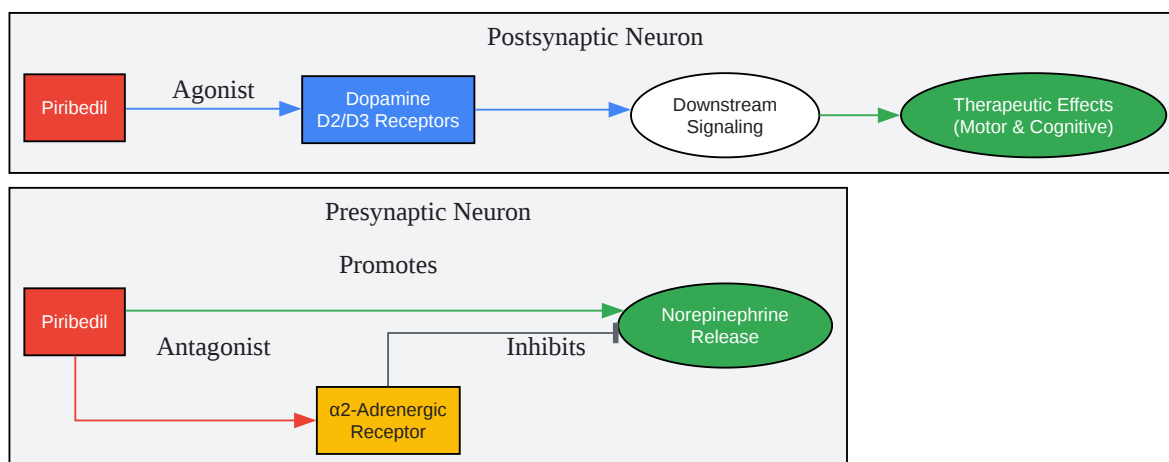 Postsynaptic Neuron
Piribedil
Agonist
Dopamine
D2/D3 Receptors
Downstream
Signaling
Therapeutic Effects
(Motor & Cognitive)
Presynaptic Neuron
Promotes
Piribedil
Norepinephrine
Release
Antagonist
Inhibits
α2-Adrenergic
Receptor